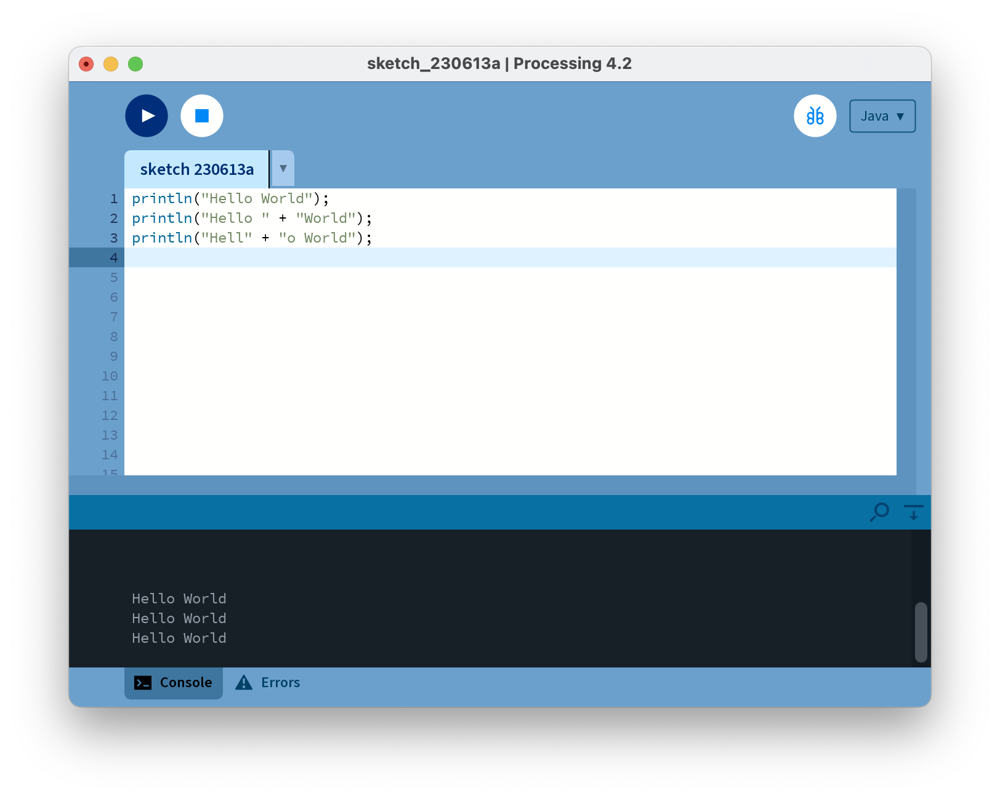 sketch_230613a | Processing 4.2
Java ▼
sketch 230613a ▼
1 println("Hello World");
2 println("Hello " + "World");
3 println("Hell" + "o World");
4
5
6
7
8
9
10
11
12
13
14
15
Hello World
Hello World
Hello World
Console Errors